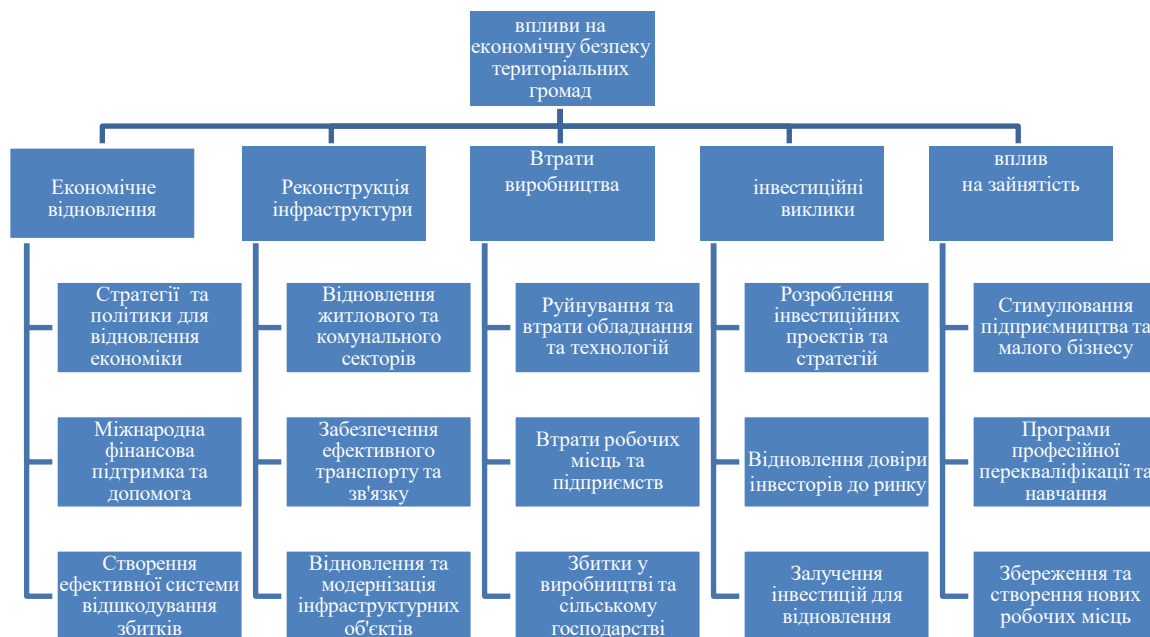 впливи на
економічну безпеку
територіальних
громад
Економічне
відновлення
Реконструкція
інфраструктури
Втрати
виробництва
інвестиційні
виклики
вплив
на зайнятість
Стратегії та
політики для
відновлення
економіки
Відновлення
житлового та
комунального
секторів
Руйнування та
втрати обладнання
та технологій
Розроблення
інвестиційних
проектів та
стратегій
Стимулювання
підприємництва та
малого бізнесу
Міжнародна
фінансова
підтримка та
допомога
Забезпечення
ефективного
транспорту та
зв'язку
Втрати робочих
місць та
підприємств
Відновлення довіри
інвесторів до ринку
Програми
професійної
перекваліфікації та
навчання
Створення
ефективної системи
відшкодування
збитків
Відновлення та
модернізація
інфраструктурних
об'єктів
Збитки у
виробництві та
сільському
господарстві
Залучення
інвестицій для
відновлення
Збереження та
створення нових
робочих місць